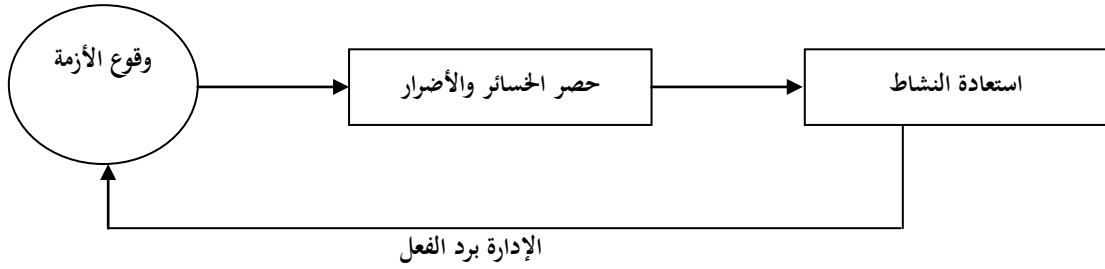 وقوع الأزمة
حصر الخسائر والأضرار
استعادة النشاط
الإدارة برد الفعل